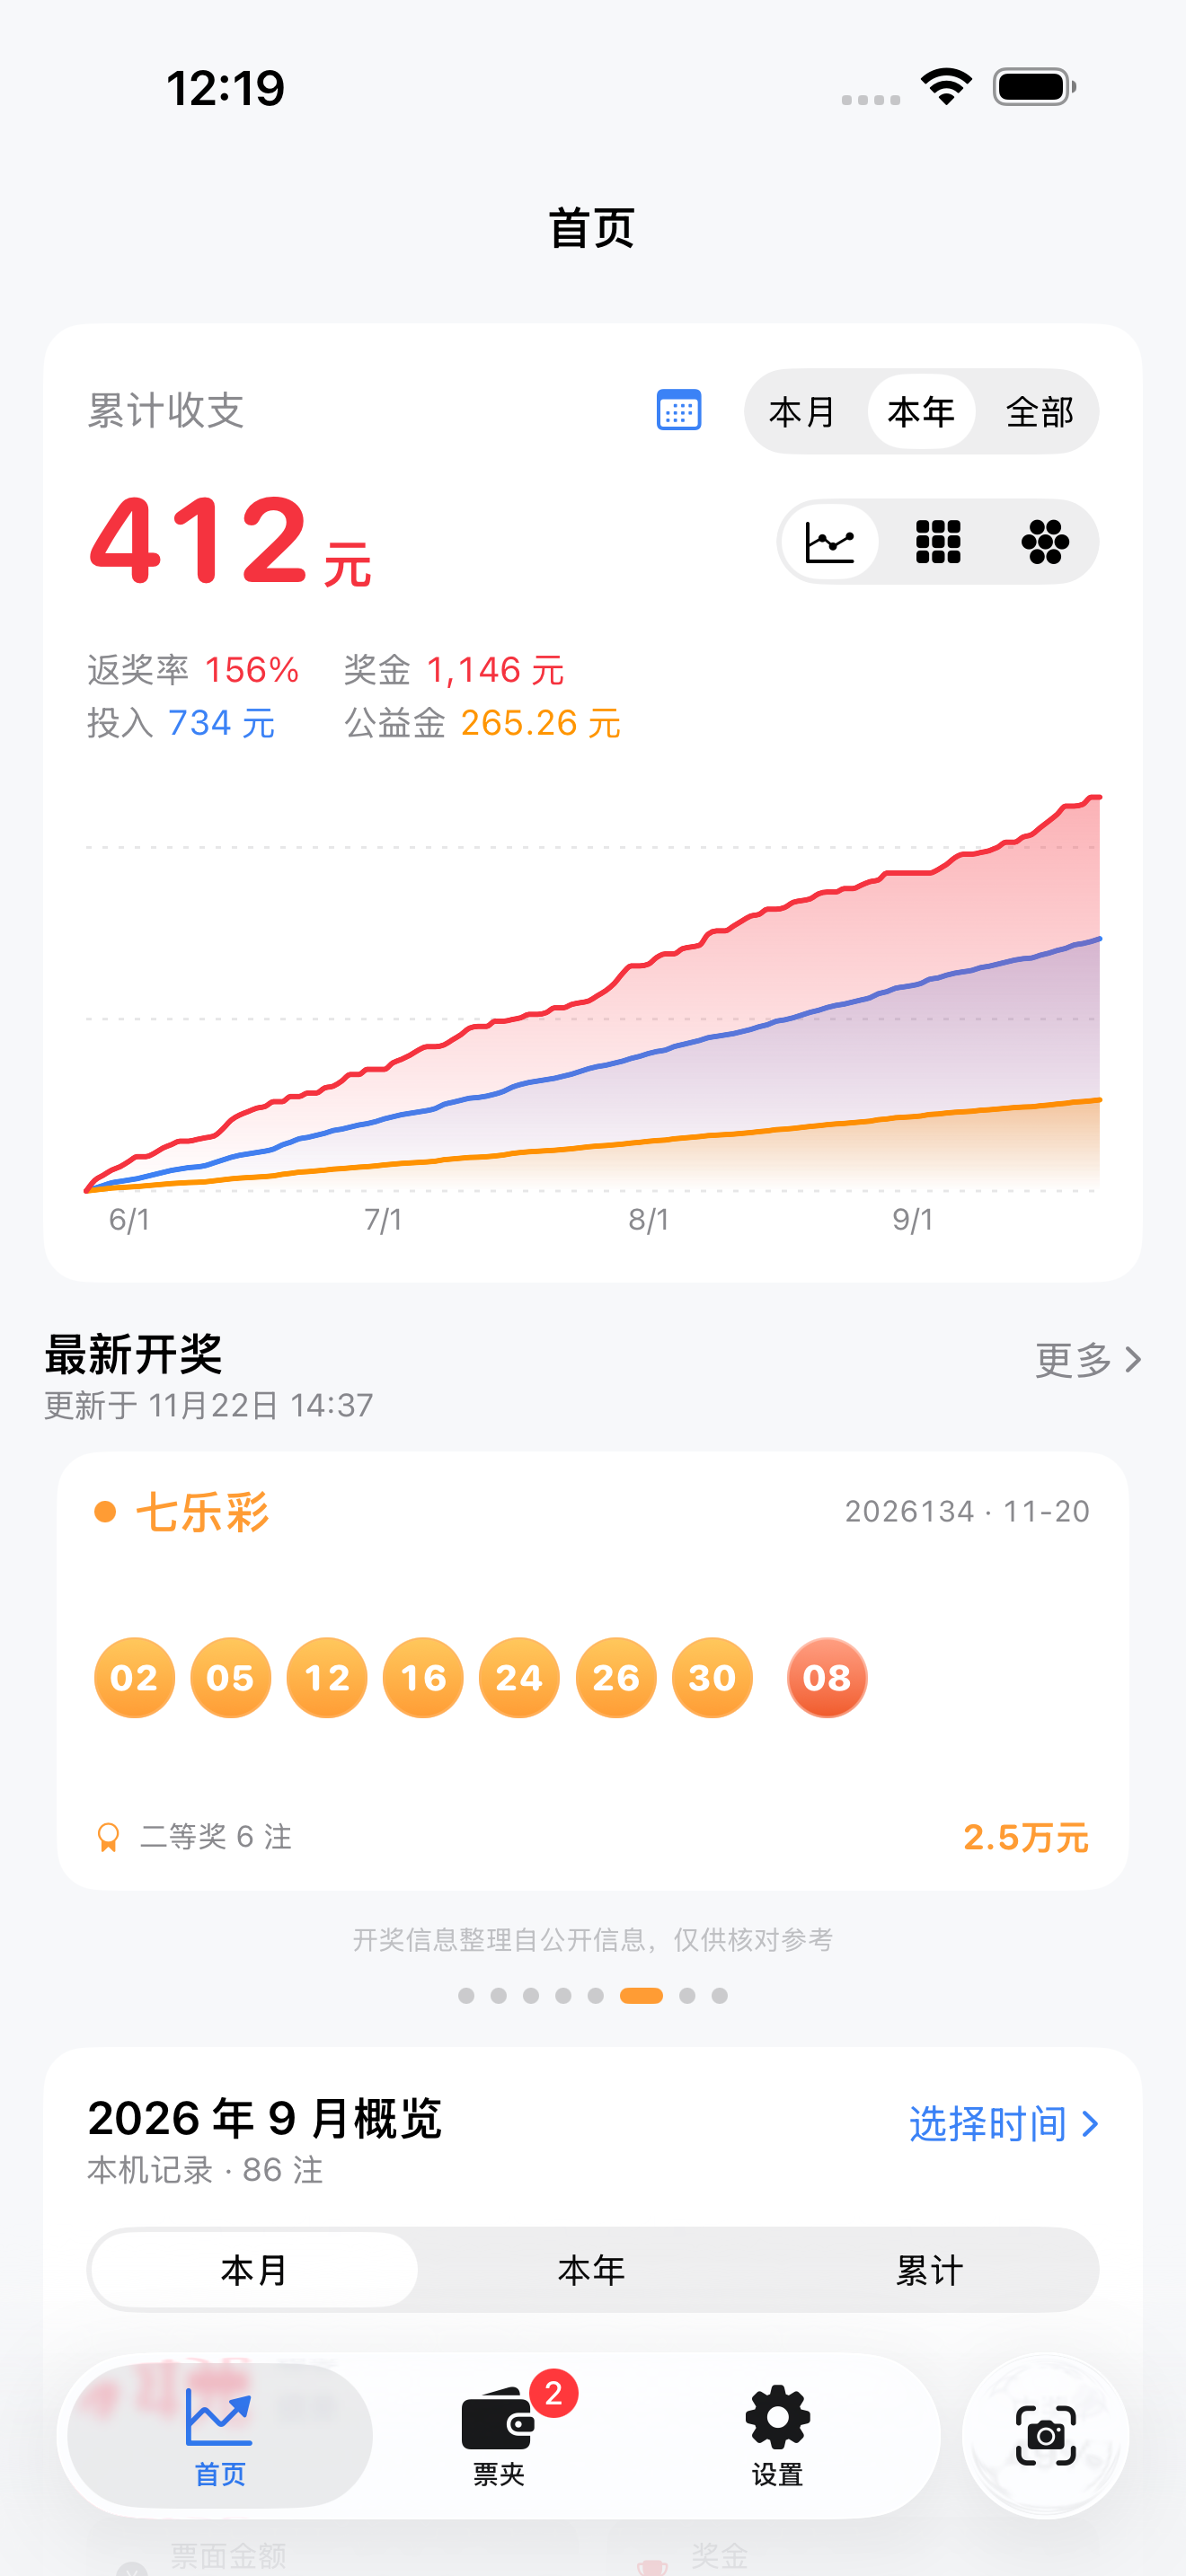 12:19
首页
累计收支
本月 本年 全部
412 元
返奖率 156% 奖金 1,146 元
投入 734 元 公益金 265.26 元
6/1 7/1 8/1 9/1
最新开奖
更多
更新于 11月22日 14:37
七乐彩
2026134 · 11-20
02 05 12 16 24 26 30 08
二等奖 6 注
2.5万元
开奖信息整理自公开信息，仅供核对参考
2026 年 9 月概览
选择时间
本机记录 · 86 注
本月 本年 累计
2
首页 票夹 设置
票面金额 奖金